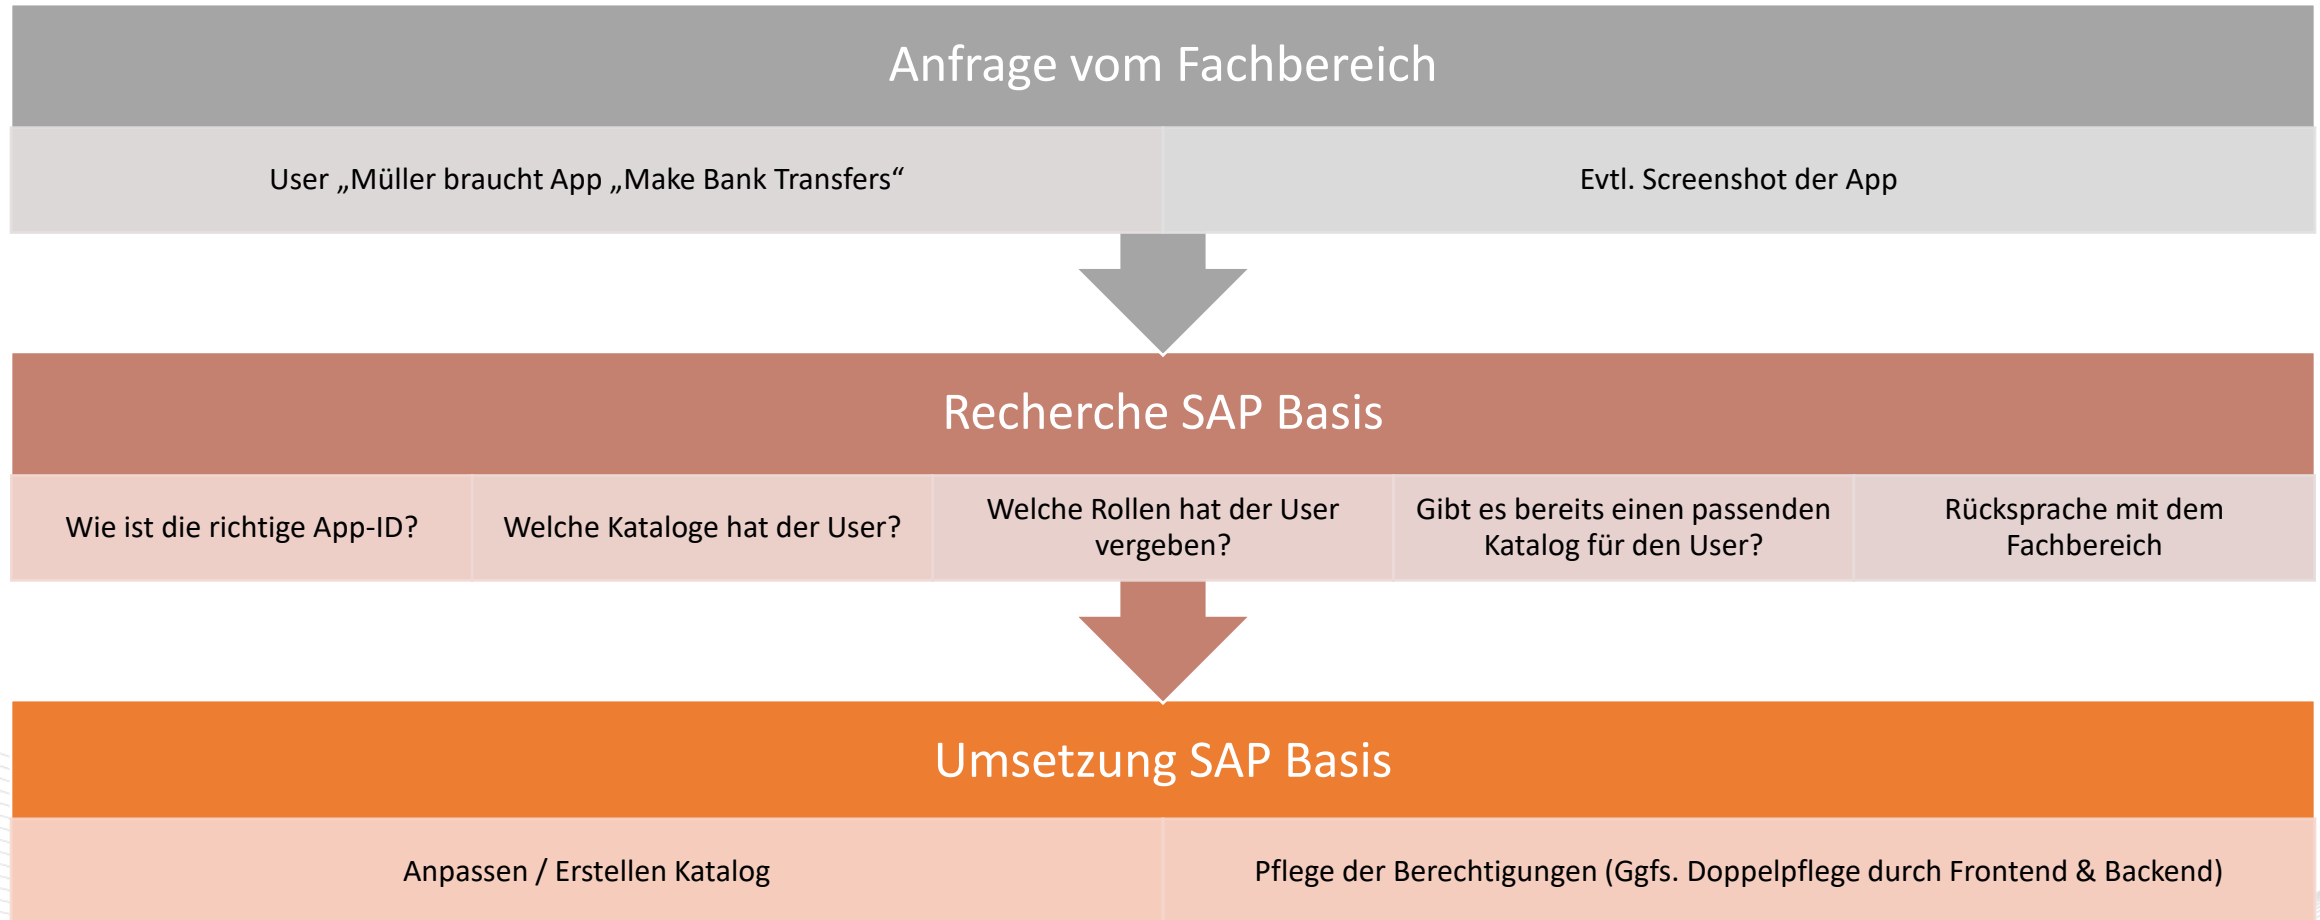 Anfrage vom Fachbereich
User „Müller braucht App „Make Bank Transfers“
Evtl. Screenshot der App
Recherche SAP Basis
Wie ist die richtige App-ID?
Welche Kataloge hat der User?
Welche Rollen hat der User
vergeben?
Gibt es bereits einen passenden
Katalog für den User?
Rücksprache mit dem
Fachbereich
Umsetzung SAP Basis
Anpassen / Erstellen Katalog
Pflege der Berechtigungen (Ggfs. Doppelpflege durch Frontend & Backend)